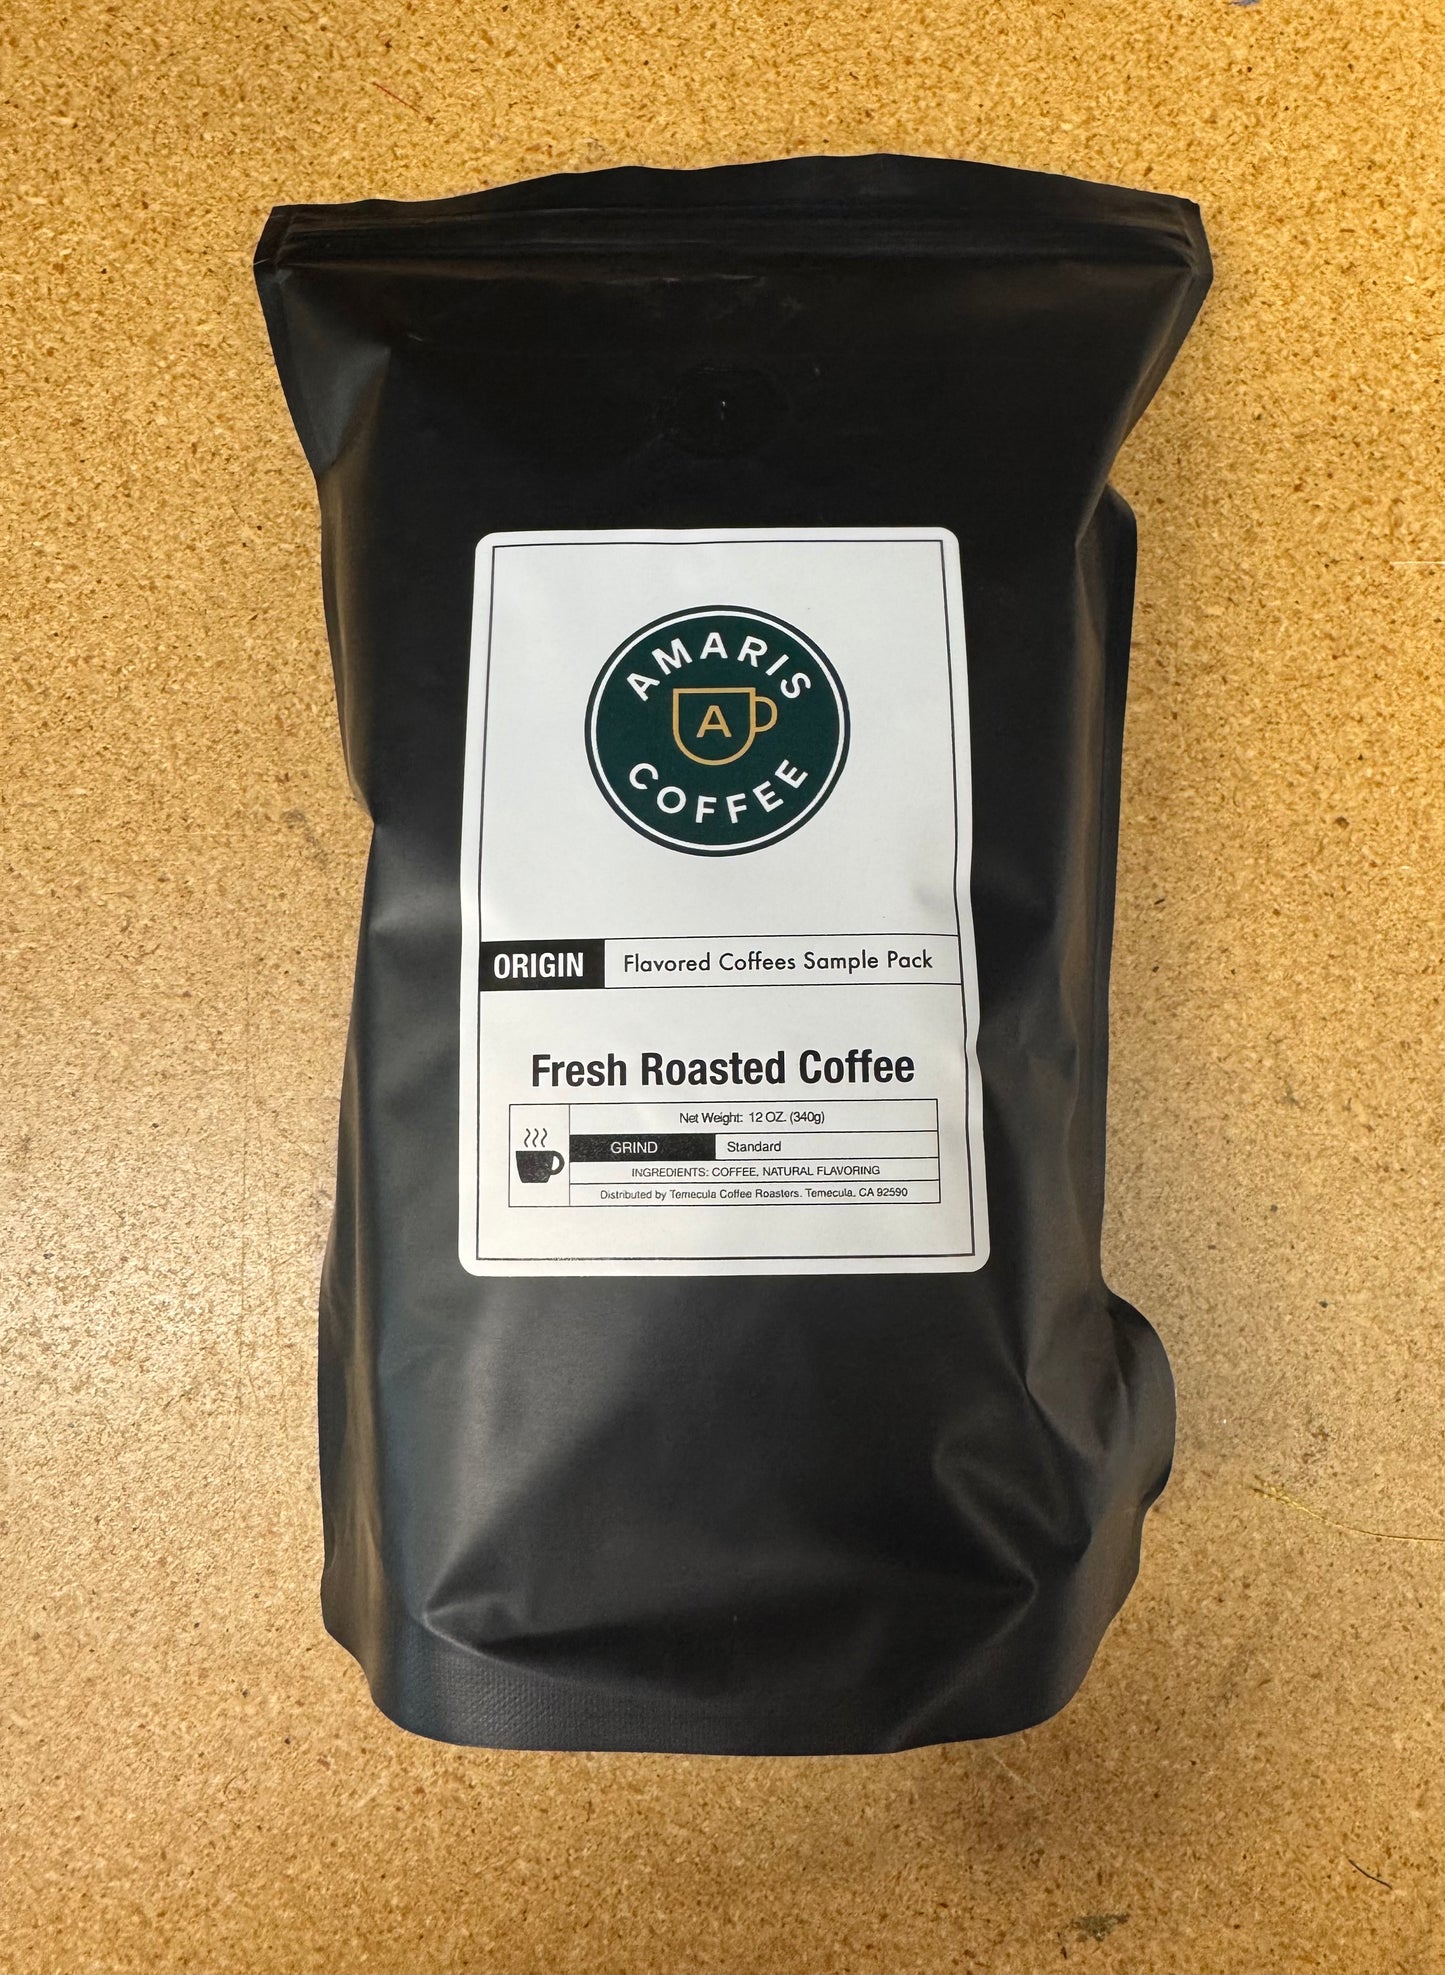 AMARIS
A
COFFEE
ORIGIN Flavored Coffees Sample Pack
Fresh Roasted Coffee
Net Weight: 12 OZ. (340g)
GRIND Standard
INGREDIENTS: COFFEE, NATURAL FLAVORING
Distributed by Temecula Coffee Roasters. Temecula, CA 92590